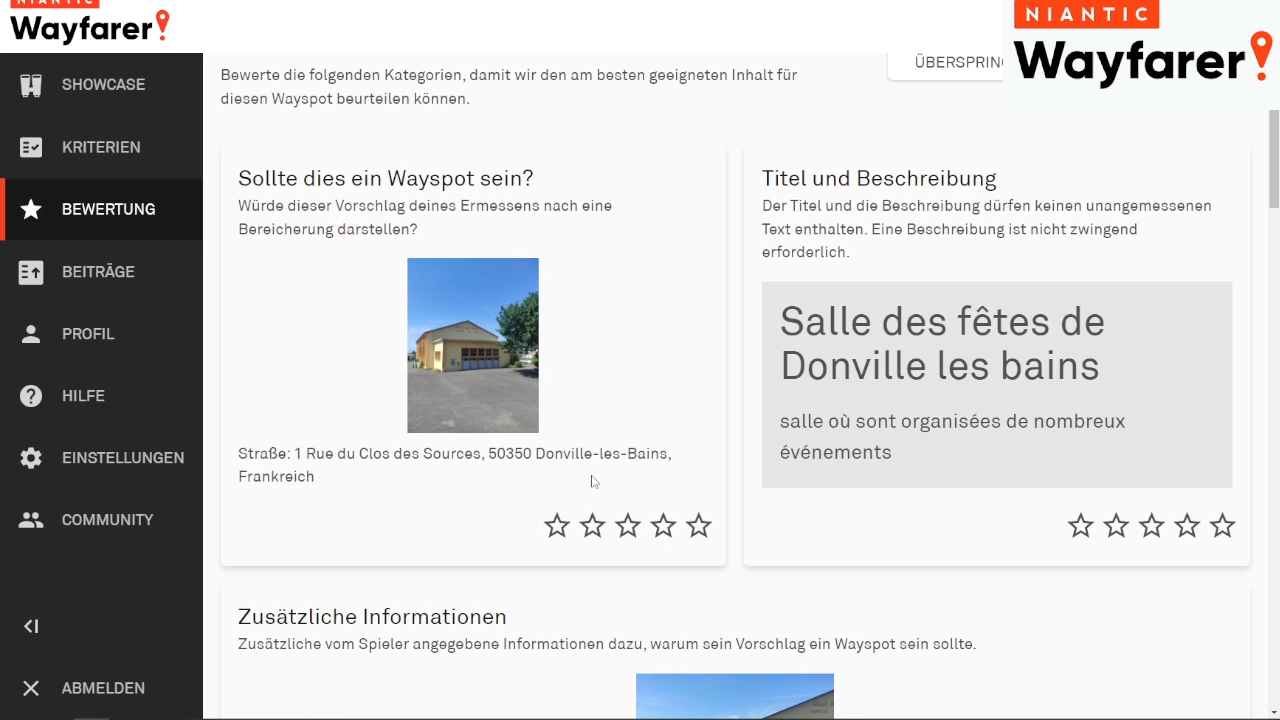 NIANTIC
Wayfarer!
NIANTIC
Wayfarer!
SHOWCASE
KRITERIEN
BEWERTUNG
BEITRÄGE
PROFIL
HILFE
EINSTELLUNGEN
COMMUNITY
ABMELDEN
Bewerte die folgenden Kategorien, damit wir den am besten geeigneten Inhalt für
diesen Wayspot beurteilen können.
ÜBERSPRIN
Sollte dies ein Wayspot sein?
Würde dieser Vorschlag deines Ermessens nach eine
Bereicherung darstellen?
Straße: 1 Rue du Clos des Sources, 50350 Donville-les-Bains,
Frankreich
Titel und Beschreibung
Der Titel und die Beschreibung dürfen keinen unangemessenen
Text enthalten. Eine Beschreibung ist nicht zwingend
erforderlich.
Salle des fêtes de
Donville les bains
salle où sont organisées de nombreux
événements
Zusätzliche Informationen
Zusätzliche vom Spieler angegebene Informationen dazu, warum sein Vorschlag ein Wayspot sein sollte.